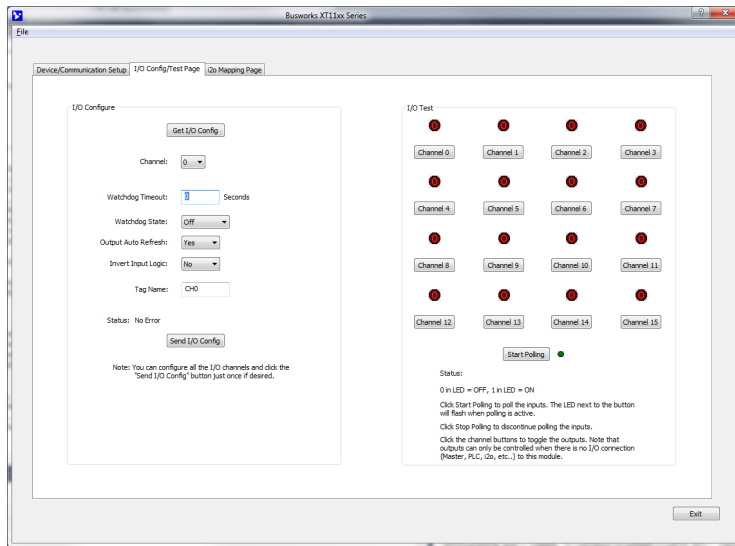 Busworks XT11xx Series
File
Device/Communication Setup I/O Config/Test Page i2o Mapping Page
I/O Configure
Get I/O Config
Channel: 0
Watchdog Timeout: 0 Seconds
Watchdog State: Off
Output Auto Refresh: Yes
Invert Input Logic: No
Tag Name: CH0
Status: No Error
Send I/O Config
Note: You can configure all the I/O channels and click the
"Send I/O Config" button just once if desired.
I/O Test
0 0 0 0
Channel 0 Channel 1 Channel 2 Channel 3
0 0 0 0
Channel 4 Channel 5 Channel 6 Channel 7
0 0 0 0
Channel 8 Channel 9 Channel 10 Channel 11
0 0 0 0
Channel 12 Channel 13 Channel 14 Channel 15
Start Polling
Status:
0 in LED = OFF, 1 in LED = ON
Click Start Polling to poll the inputs. The LED next to the button
will flash when polling is active.
Click Stop Polling to discontinue polling the inputs.
Click the channel buttons to toggle the outputs. Note that
outputs can only be controlled when there is no I/O connection
(Master, PLC, i2o, etc..) to this module.
Exit